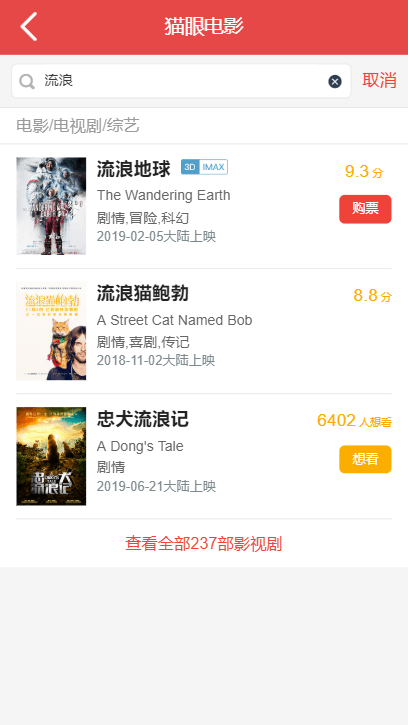 猫眼电影
流浪
取消
电影/电视剧/综艺
流浪地球 3D IMAX
9.3 分
The Wandering Earth
购票
剧情,冒险,科幻
2019-02-05大陆上映
流浪猫鲍勃
8.8 分
A Street Cat Named Bob
剧情,喜剧,传记
2018-11-02大陆上映
忠犬流浪记
6402 人想看
A Dong's Tale
想看
剧情
2019-06-21大陆上映
查看全部237部影视剧